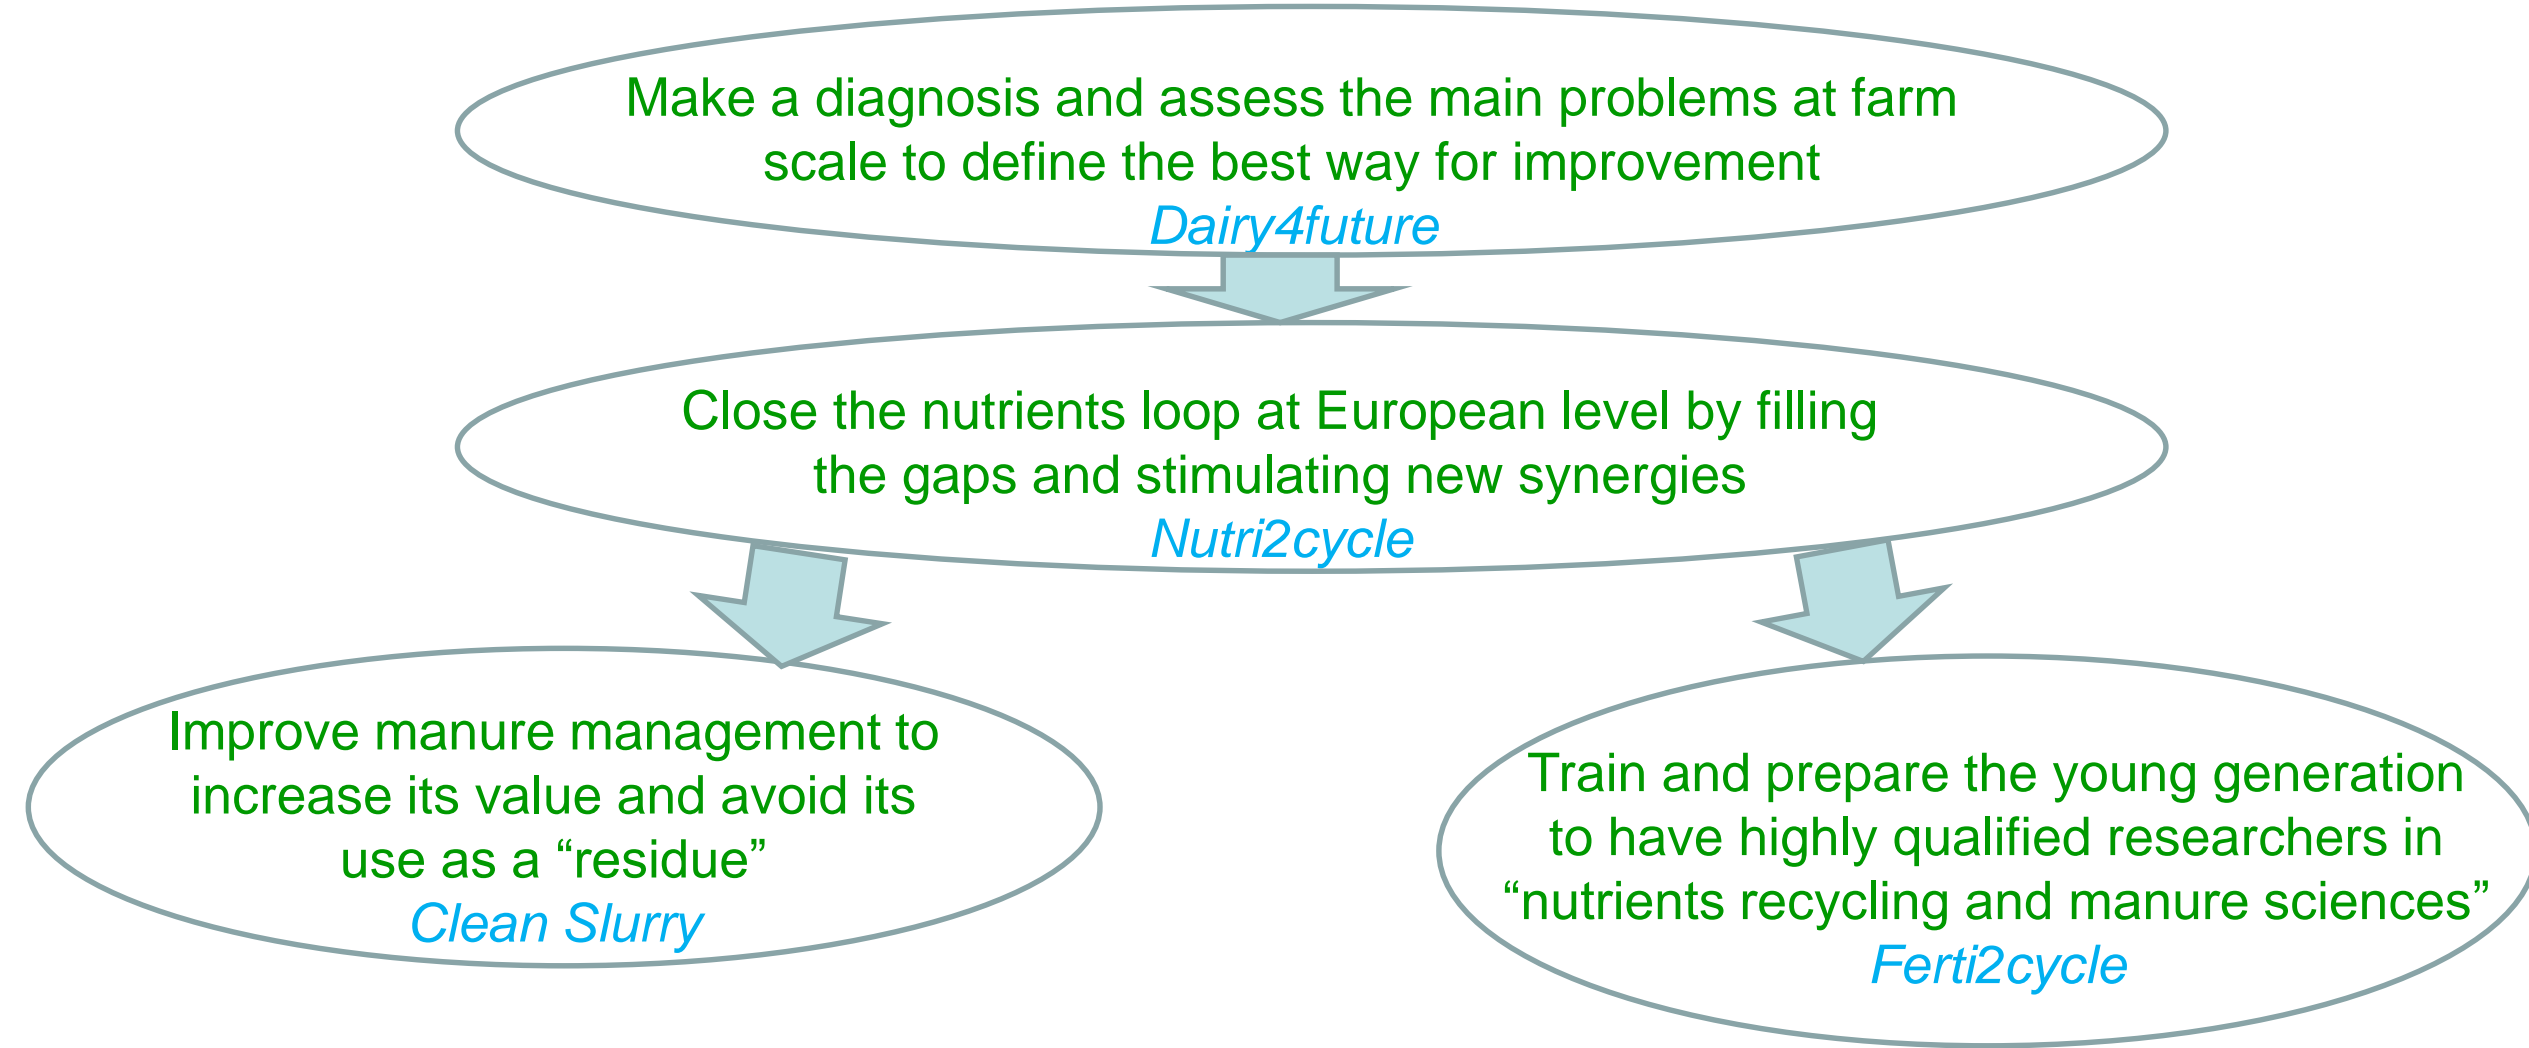 Make a diagnosis and assess the main problems at farm
scale to define the best way for improvement
Dairy4future
Close the nutrients loop at European level by filling
the gaps and stimulating new synergies
Nutri2cycle
Improve manure management to
increase its value and avoid its
use as a “residue”
Clean Slurry
Train and prepare the young generation
to have highly qualified researchers in
“nutrients recycling and manure sciences”
Ferti2cycle